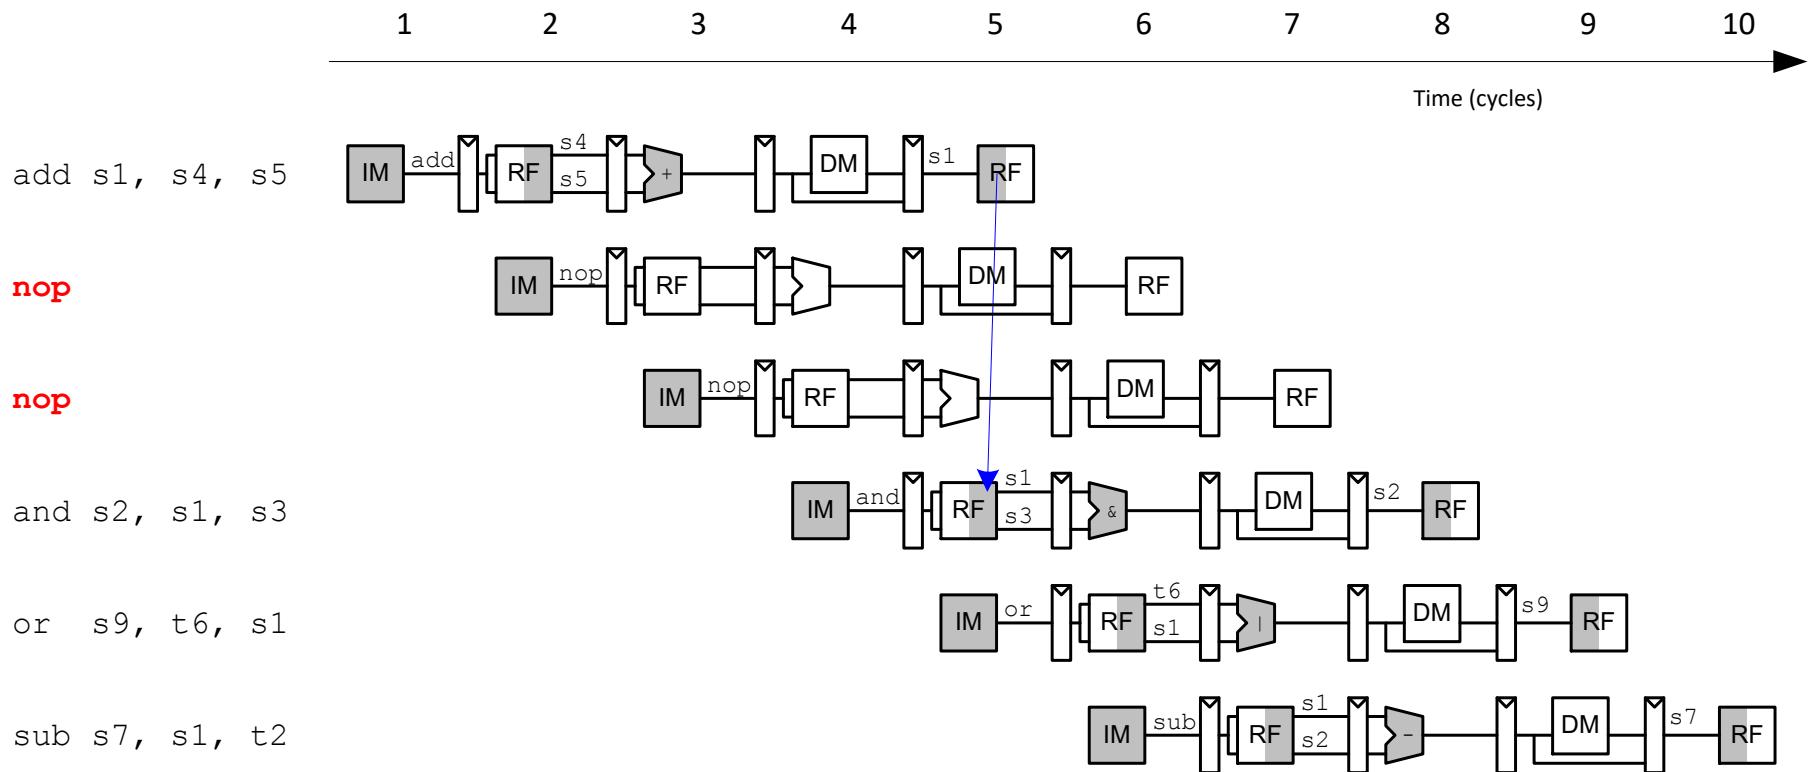 1 2 3 4 5 6 7 8 9 10
Time (cycles)
add s1, s4, s5 IM add RF s4 s5 + DM s1 RF
nop IM nop RF DM RF
nop IM nop RF DM RF
and s2, s1, s3 IM and RF s1 s3 & DM s2 RF
or s9, t6, s1 IM or RF t6 s1 | DM s9 RF
sub s7, s1, t2 IM sub RF s1 s2 - DM s7 RF